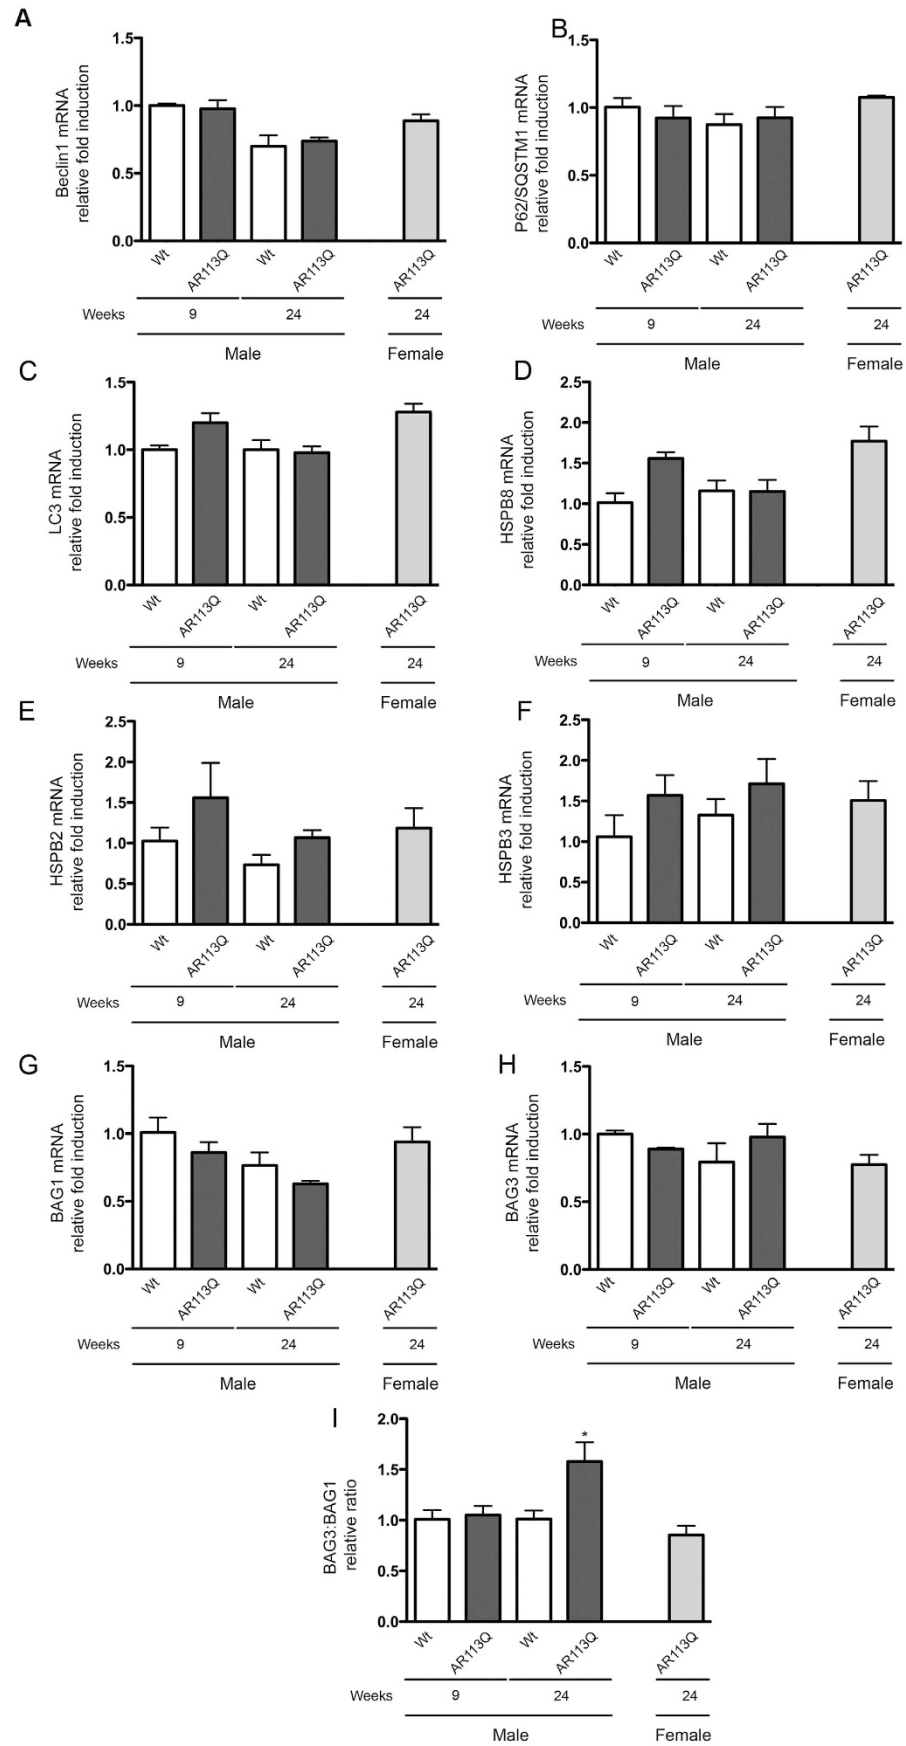 A
Beclin1 mRNA
relative fold induction
1.5
1.0
0.5
0.0
Wt AR113Q Wt AR113Q AR113Q
Weeks 9 24 24
Male Female
B
P62/SQSTM1 mRNA
relative fold induction
1.5
1.0
0.5
0.0
Wt AR113Q Wt AR113Q AR113Q
Weeks 9 24 24
Male Female
C
LC3 mRNA
relative fold induction
1.5
1.0
0.5
0.0
Wt AR113Q Wt AR113Q AR113Q
Weeks 9 24 24
Male Female
D
HSPB8 mRNA
relative fold induction
2.5
2.0
1.5
1.0
0.5
0.0
Wt AR113Q Wt AR113Q AR113Q
Weeks 9 24 24
Male Female
E
HSPB2 mRNA
relative fold induction
2.5
2.0
1.5
1.0
0.5
0.0
Wt AR113Q Wt AR113Q AR113Q
Weeks 9 24 24
Male Female
F
HSPB3 mRNA
relative fold induction
2.5
2.0
1.5
1.0
0.5
0.0
Wt AR113Q Wt AR113Q AR113Q
Weeks 9 24 24
Male Female
G
BAG1 mRNA
relative fold induction
1.5
1.0
0.5
0.0
Wt AR113Q Wt AR113Q AR113Q
Weeks 9 24 24
Male Female
H
BAG3 mRNA
relative fold induction
1.5
1.0
0.5
0.0
Wt AR113Q Wt AR113Q AR113Q
Weeks 9 24 24
Male Female
I
BAG3:BAG1
relative ratio
2.0
1.5
1.0
0.5
0.0
*
Wt AR113Q Wt AR113Q AR113Q
Weeks 9 24 24
Male Female